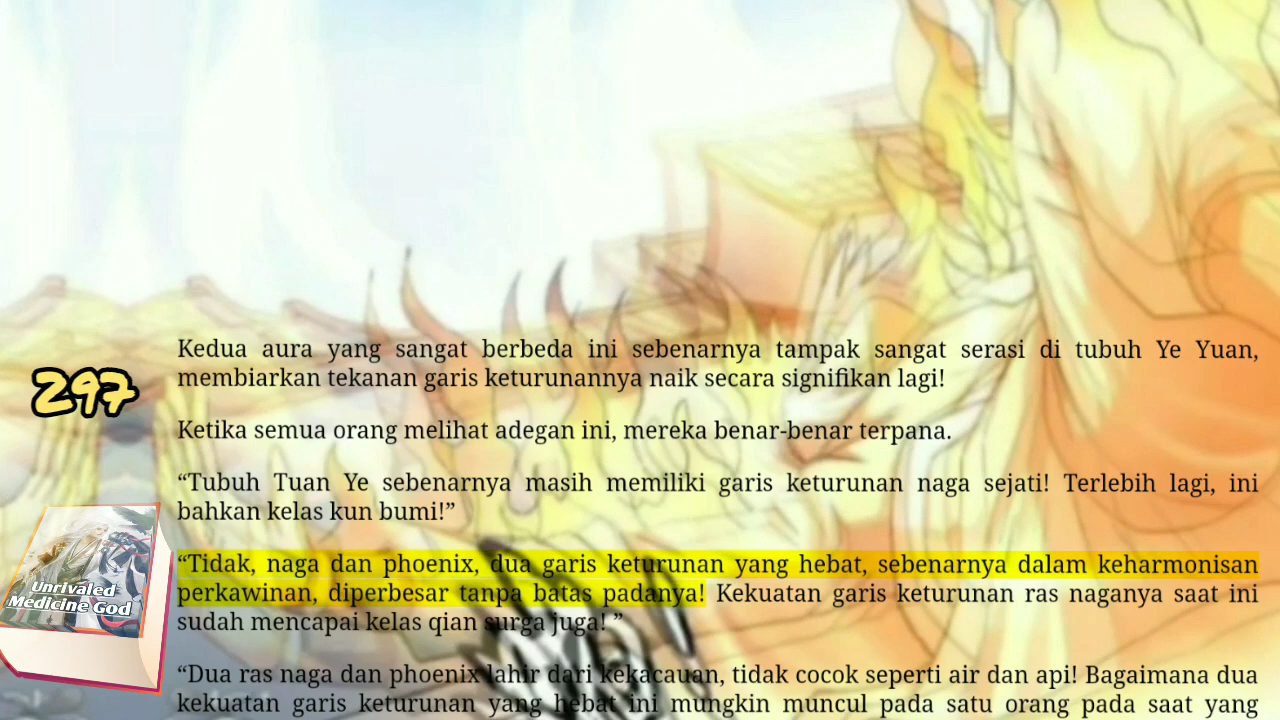 Kedua aura yang sangat berbeda ini sebenarnya tampak sangat serasi di tubuh Ye Yuan,
membiarkan tekanan garis keturunannya naik secara signifikan lagi!
297
Ketika semua orang melihat adegan ini, mereka benar-benar terpana.
“Tubuh Tuan Ye sebenarnya masih memiliki garis keturunan naga sejati! Terlebih lagi, ini
bahkan kelas kun bumi!”
“Tidak, naga dan phoenix, dua garis keturunan yang hebat, sebenarnya dalam keharmonisan
perkawinan, diperbesar tanpa batas padanya! Kekuatan garis keturunan ras naganya saat ini
sudah mencapai kelas qian surga juga! ”
Unrivaled
Medicine God
“Dua ras naga dan phoenix lahir dari kekacauan, tidak cocok seperti air dan api! Bagaimana dua
kekuatan garis keturunan yang hebat ini mungkin muncul pada satu orang pada saat yang